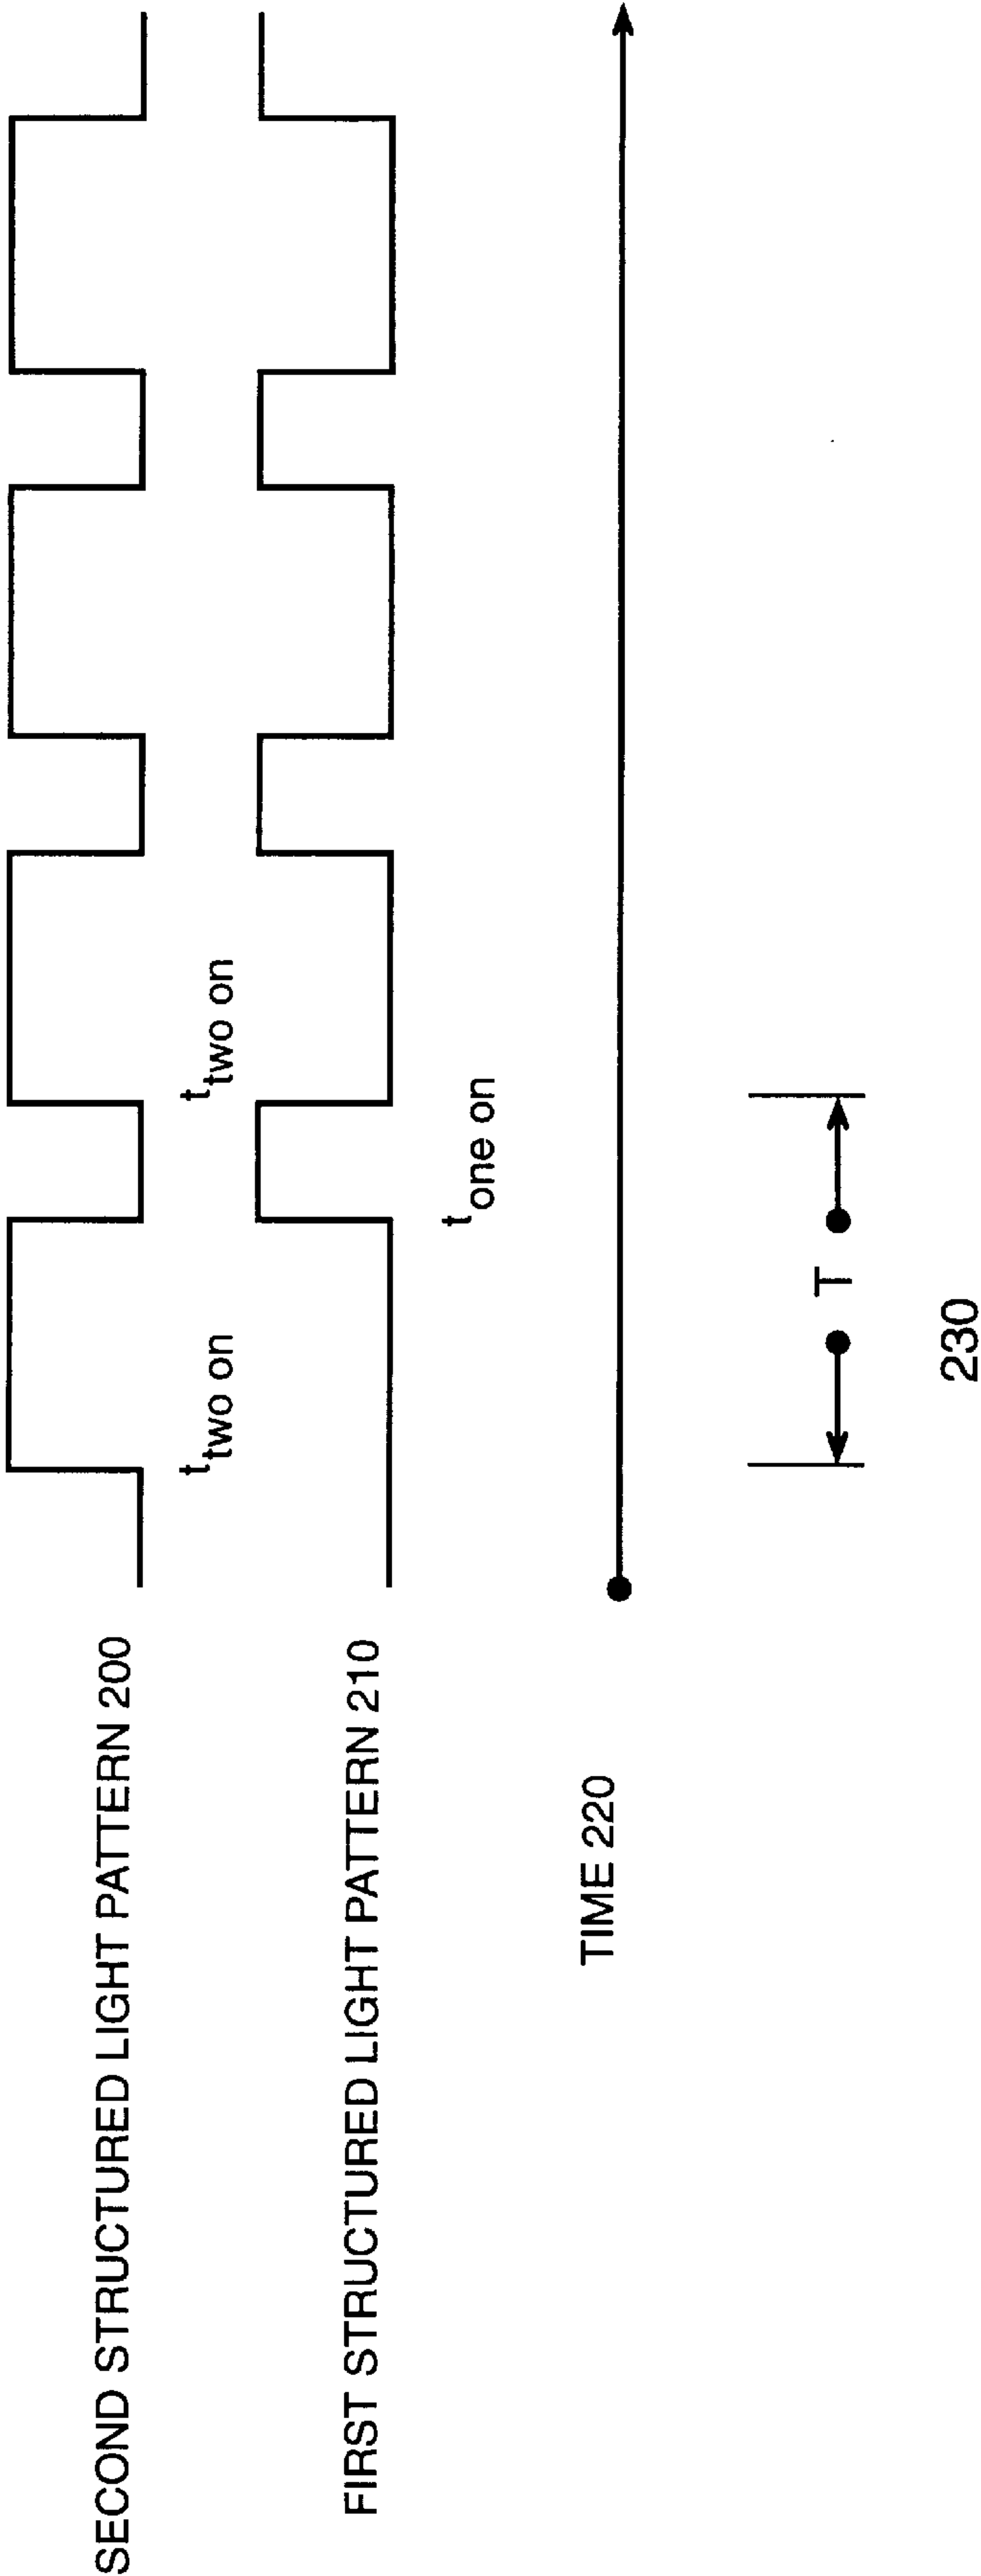 SECOND STRUCTURED LIGHT PATTERN 200
t two on
t two on
FIRST STRUCTURED LIGHT PATTERN 210
t one on
TIME 220
T
230